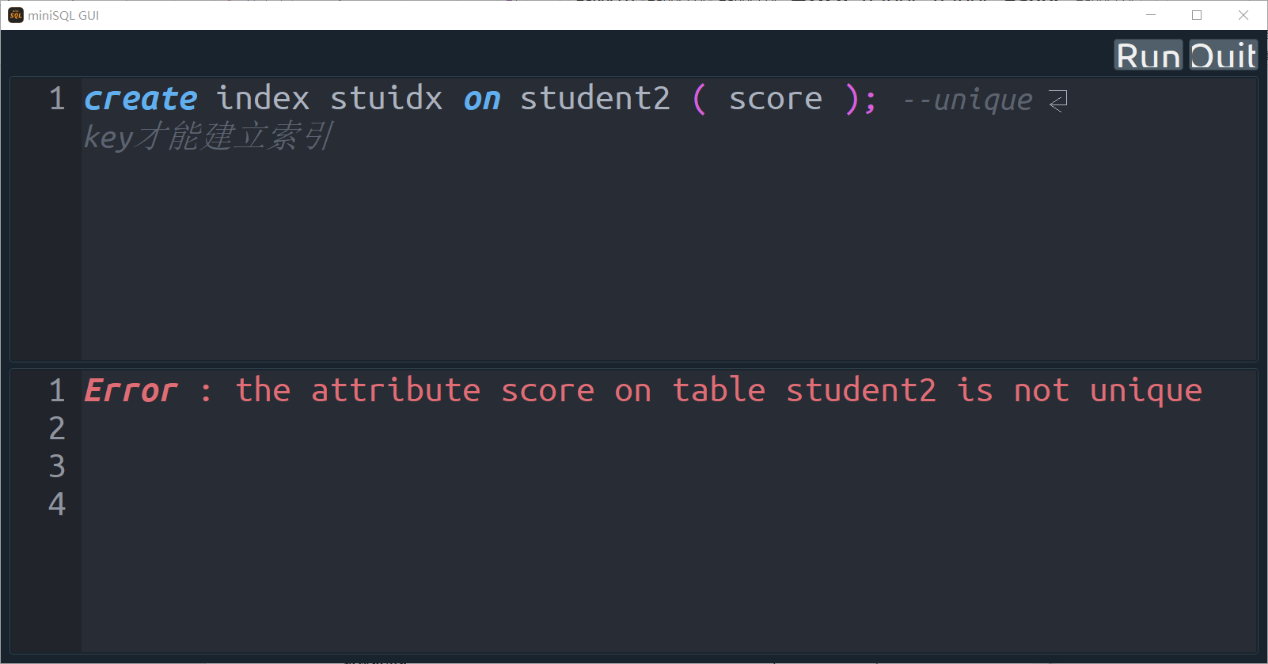 miniSQL GUI
Run Quit
1 create index stuidx on student2 ( score ); --unique
key才能建立索引
1 Error : the attribute score on table student2 is not unique
2
3
4